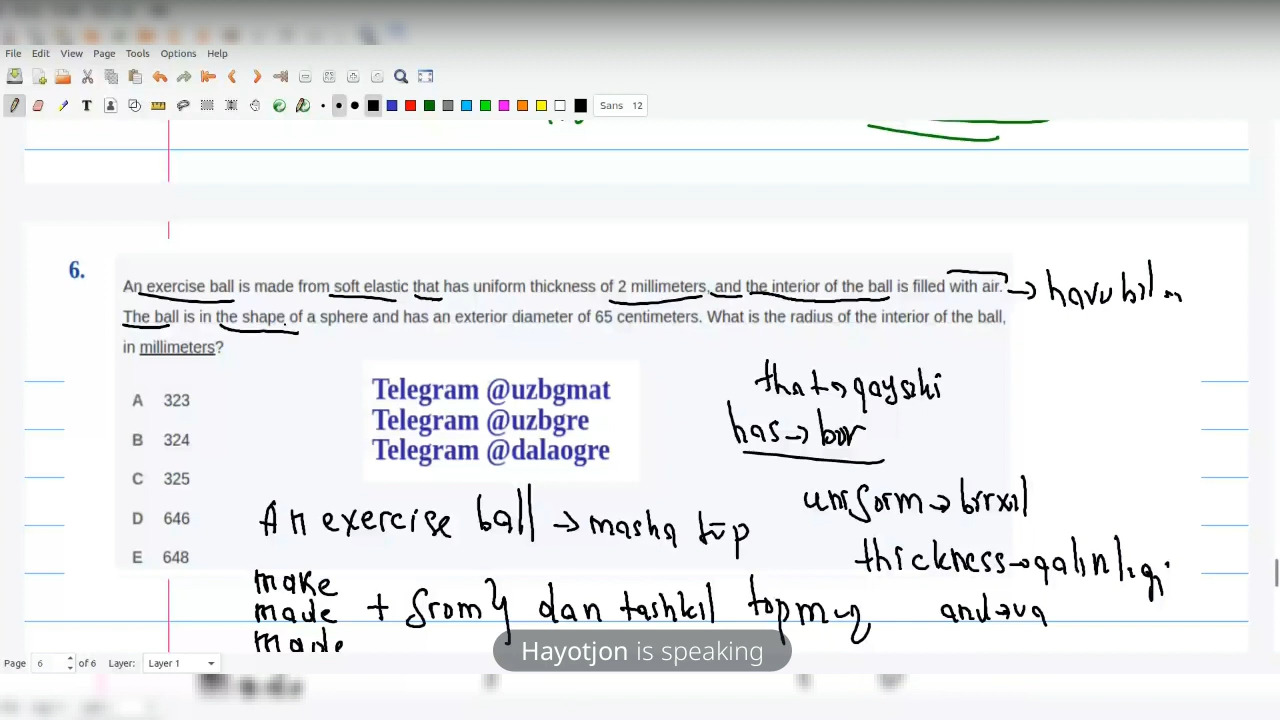 File Edit View Page Tools Options Help
T Sans 12
6.
An exercise ball is made from soft elastic that has uniform thickness of 2 millimeters, and the interior of the ball is filled with air.
The ball is in the shape of a sphere and has an exterior diameter of 65 centimeters. What is the radius of the interior of the ball,
in millimeters?
→ havo bilan
A 323
B 324
C 325
D 646
E 648
Telegram @uzbgmat
Telegram @uzbgre
Telegram @dalaogre
that → qaysiki
has → bor
An exercise ball → mashq
uniform → bir xil
thickness → qalinligi
make
made + from
made
dan tashkil topmoq
and → va
Hayotjon is speaking
Page 6 of 6 Layer: Layer 1